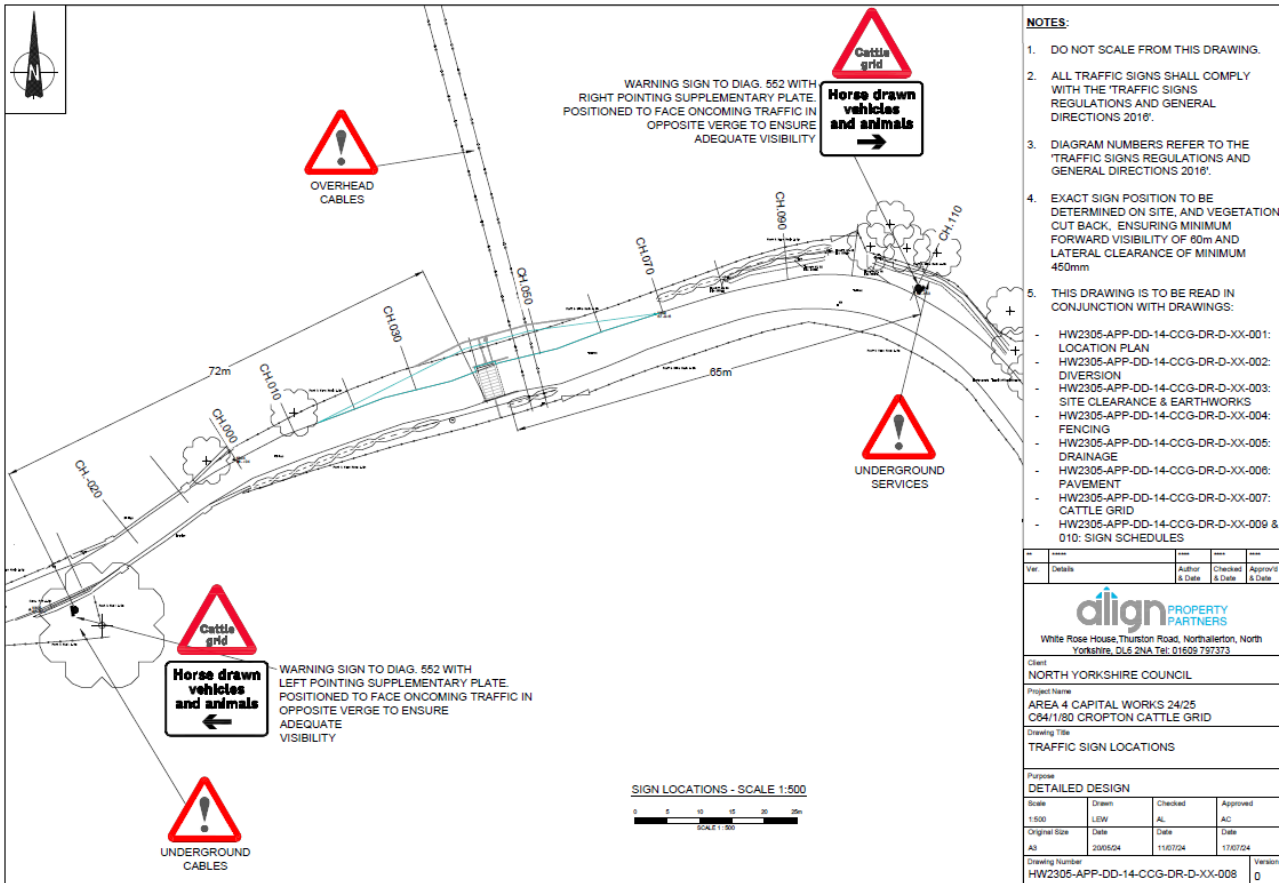 N
Cattle
grid
Horse drawn
vehicles
and animals
WARNING SIGN TO DIAG. 552 WITH
RIGHT POINTING SUPPLEMENTARY PLATE.
POSITIONED TO FACE ONCOMING TRAFFIC IN
OPPOSITE VERGE TO ENSURE
ADEQUATE VISIBILITY
!
OVERHEAD
CABLES
CH.-020
CH.000
CH.010
CH.030
CH.050
CH.070
CH.090
CH.110
72m
65m
!
UNDERGROUND
SERVICES
Cattle
grid
Horse drawn
vehicles
and animals
WARNING SIGN TO DIAG. 552 WITH
LEFT POINTING SUPPLEMENTARY PLATE.
POSITIONED TO FACE ONCOMING TRAFFIC IN
OPPOSITE VERGE TO ENSURE
ADEQUATE
VISIBILITY
!
UNDERGROUND
CABLES
SIGN LOCATIONS - SCALE 1:500
0 5 10 15 20 25m
SCALE 1:500
NOTES:
1. DO NOT SCALE FROM THIS DRAWING.
2. ALL TRAFFIC SIGNS SHALL COMPLY
WITH THE 'TRAFFIC SIGNS
REGULATIONS AND GENERAL
DIRECTIONS 2016'.
3. DIAGRAM NUMBERS REFER TO THE
'TRAFFIC SIGNS REGULATIONS AND
GENERAL DIRECTIONS 2016'.
4. EXACT SIGN POSITION TO BE
DETERMINED ON SITE, AND VEGETATION
CUT BACK, ENSURING MINIMUM
FORWARD VISIBILITY OF 60m AND
LATERAL CLEARANCE OF MINIMUM
450mm
5. THIS DRAWING IS TO BE READ IN
CONJUNCTION WITH DRAWINGS:
- HW2305-APP-DD-14-CCG-DR-D-XX-001:
LOCATION PLAN
- HW2305-APP-DD-14-CCG-DR-D-XX-002:
DIVERSION
- HW2305-APP-DD-14-CCG-DR-D-XX-003:
SITE CLEARANCE & EARTHWORKS
- HW2305-APP-DD-14-CCG-DR-D-XX-004:
FENCING
- HW2305-APP-DD-14-CCG-DR-D-XX-005:
DRAINAGE
- HW2305-APP-DD-14-CCG-DR-D-XX-006:
PAVEMENT
- HW2305-APP-DD-14-CCG-DR-D-XX-007:
CATTLE GRID
- HW2305-APP-DD-14-CCG-DR-D-XX-009 &
010: SIGN SCHEDULES
** ***** **** **** ****
Ver. Details Author & Date Checked & Date Approv'd & Date
align PROPERTY PARTNERS
White Rose House,Thurston Road, Northallerton, North
Yorkshire, DL6 2NA Tel: 01609 797373
Client
NORTH YORKSHIRE COUNCIL
Project Name
AREA 4 CAPITAL WORKS 24/25
C64/1/80 CROPTON CATTLE GRID
Drawing Title
TRAFFIC SIGN LOCATIONS
Purpose
DETAILED DESIGN
Scale Drawn Checked Approved
1:500 LEW AL AC
Original Size Date Date Date
A3 20/05/24 11/07/24 17/07/24
Drawing Number Version
HW2305-APP-DD-14-CCG-DR-D-XX-008 0